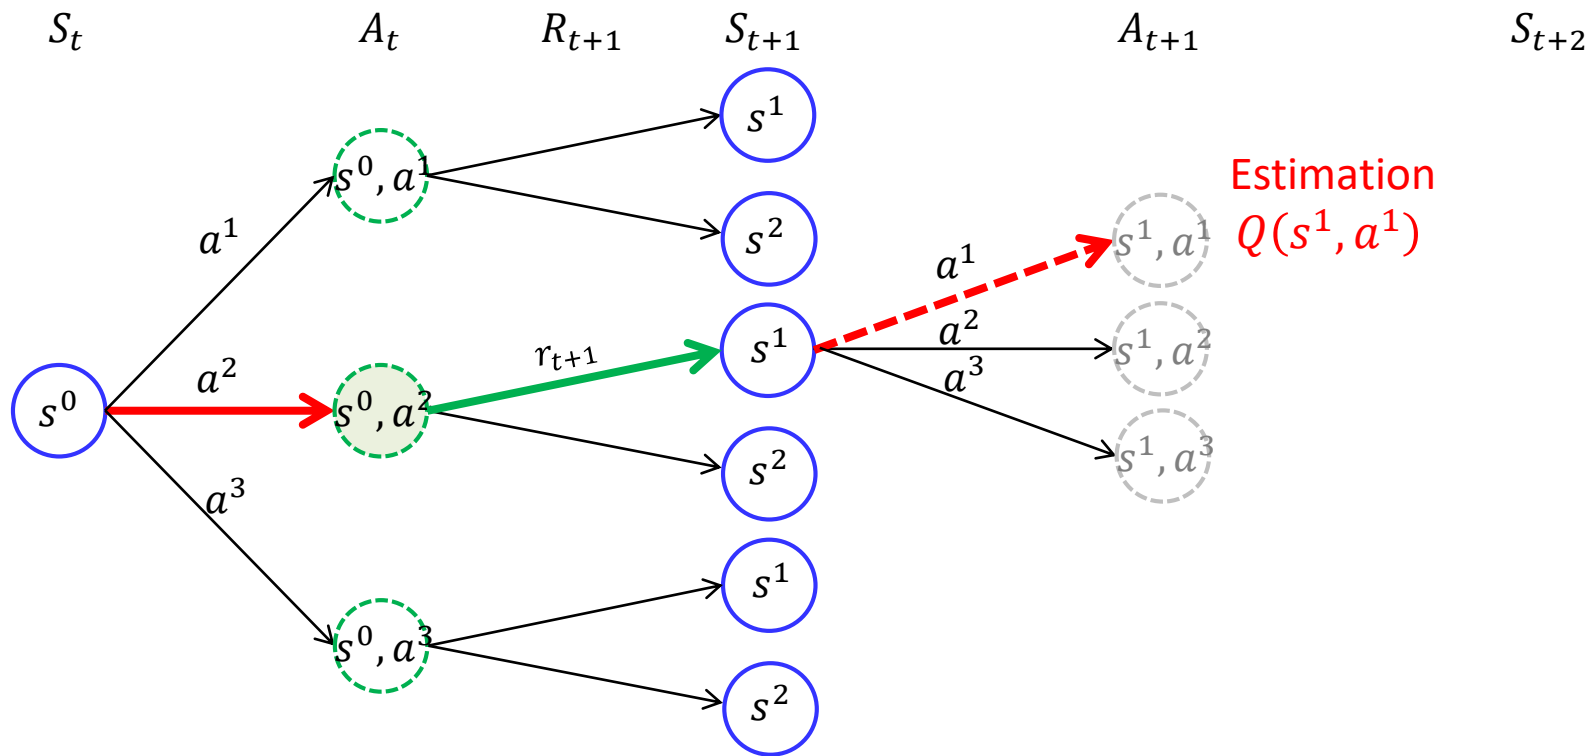 S_t A_t R_{t+1} S_{t+1} A_{t+1} S_{t+2}
s^1
a^1
s^0, a^1
s^2
Estimation
Q(s^1, a^1)
a^1
s^1, a^1
s^0
a^2
s^0, a^2
r_{t+1}
s^1
a^2
s^1, a^2
a^3
s^1, a^3
s^2
a^3
s^0, a^3
s^1
s^2